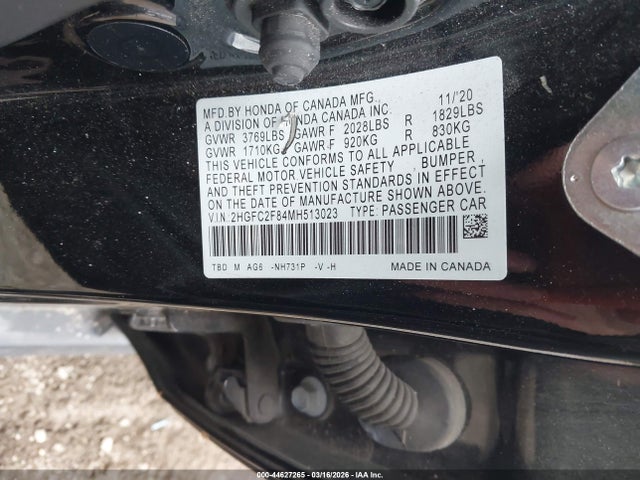 MFD.BY HONDA OF CANADA MFG. 11/'20
A DIVISION OF HONDA CANADA INC.
GVWR 3769LBS GAWR F 2028LBS R 1829LBS
GVWR 1710KG GAWR F 920KG R 830KG
THIS VEHICLE CONFORMS TO ALL APPLICABLE
FEDERAL MOTOR VEHICLE SAFETY , BUMPER ,
AND THEFT PREVENTION STANDARDS IN EFFECT
ON THE DATE OF MANUFACTURE SHOWN ABOVE.
V.I.N:2HGFC2F84MH513023 TYPE: PASSENGER CAR
TBD M AG6 -NH731P -V -H MADE IN CANADA
000-44627265 - 03/16/2026 - IAA Inc.